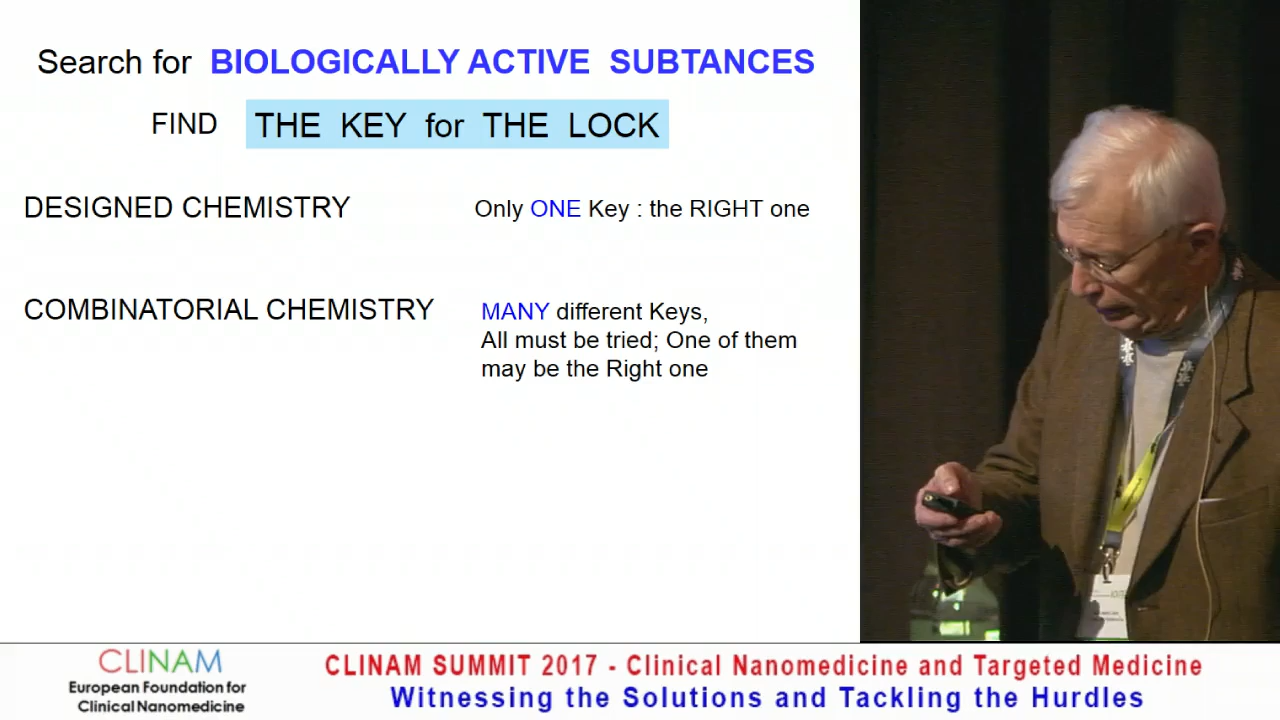 Search for BIOLOGICALLY ACTIVE SUBTANCES
FIND THE KEY for THE LOCK
DESIGNED CHEMISTRY Only ONE Key : the RIGHT one
COMBINATORIAL CHEMISTRY MANY different Keys,
All must be tried; One of them
may be the Right one
CLINAM
European Foundation for
Clinical Nanomedicine
CLINAM SUMMIT 2017 - Clinical Nanomedicine and Targeted Medicine
Witnessing the Solutions and Tackling the Hurdles